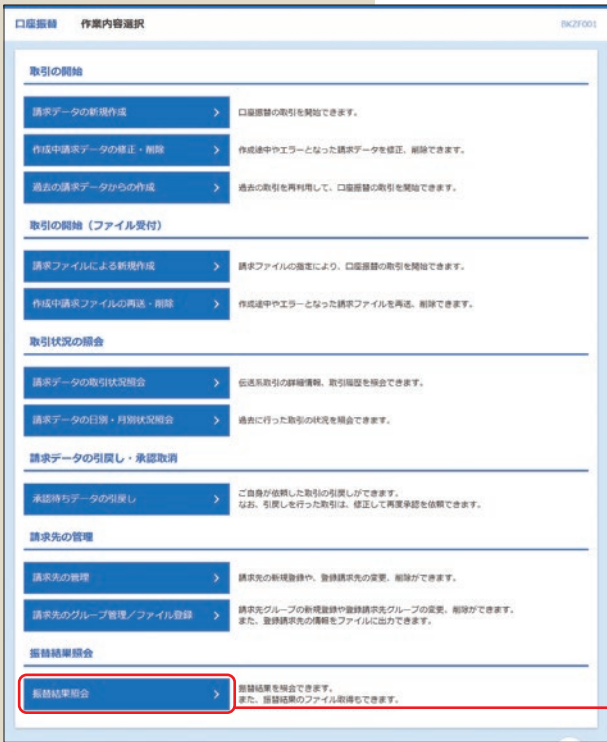 口座振替 作業内容選択 BKZF001
取引の開始
請求データの新規作成 口座振替の取引を開始できます。
作成中請求データの修正・削除 作成途中やエラーとなった請求データを修正、削除できます。
過去の請求データからの作成 過去の取引を再利用して、口座振替の取引を開始できます。
取引の開始（ファイル受付）
請求ファイルによる新規作成 請求ファイルの指定により、口座振替の取引を開始できます。
作成中請求ファイルの再送・削除 作成途中やエラーとなった請求ファイルを再送、削除できます。
取引状況の照会
請求データの取引状況照会 伝送系取引の詳細情報、取引履歴を照会できます。
請求データの日別・月別状況照会 過去に行った取引の状況を照会できます。
請求データの引戻し・承認取消
承認待ちデータの引戻し ご自身が依頼した取引の引戻しができます。
なお、引戻しを行った取引は、修正して再度承認を依頼できます。
請求先の管理
請求先の管理 請求先の新規登録や、登録請求先の変更、削除ができます。
請求先のグループ管理／ファイル登録 請求先グループの新規登録や登録請求先グループの変更、削除ができます。
また、登録請求先の情報をファイルに出力できます。
振替結果照会
振替結果照会 振替結果を照会できます。
また、振替結果のファイル取得もできます。